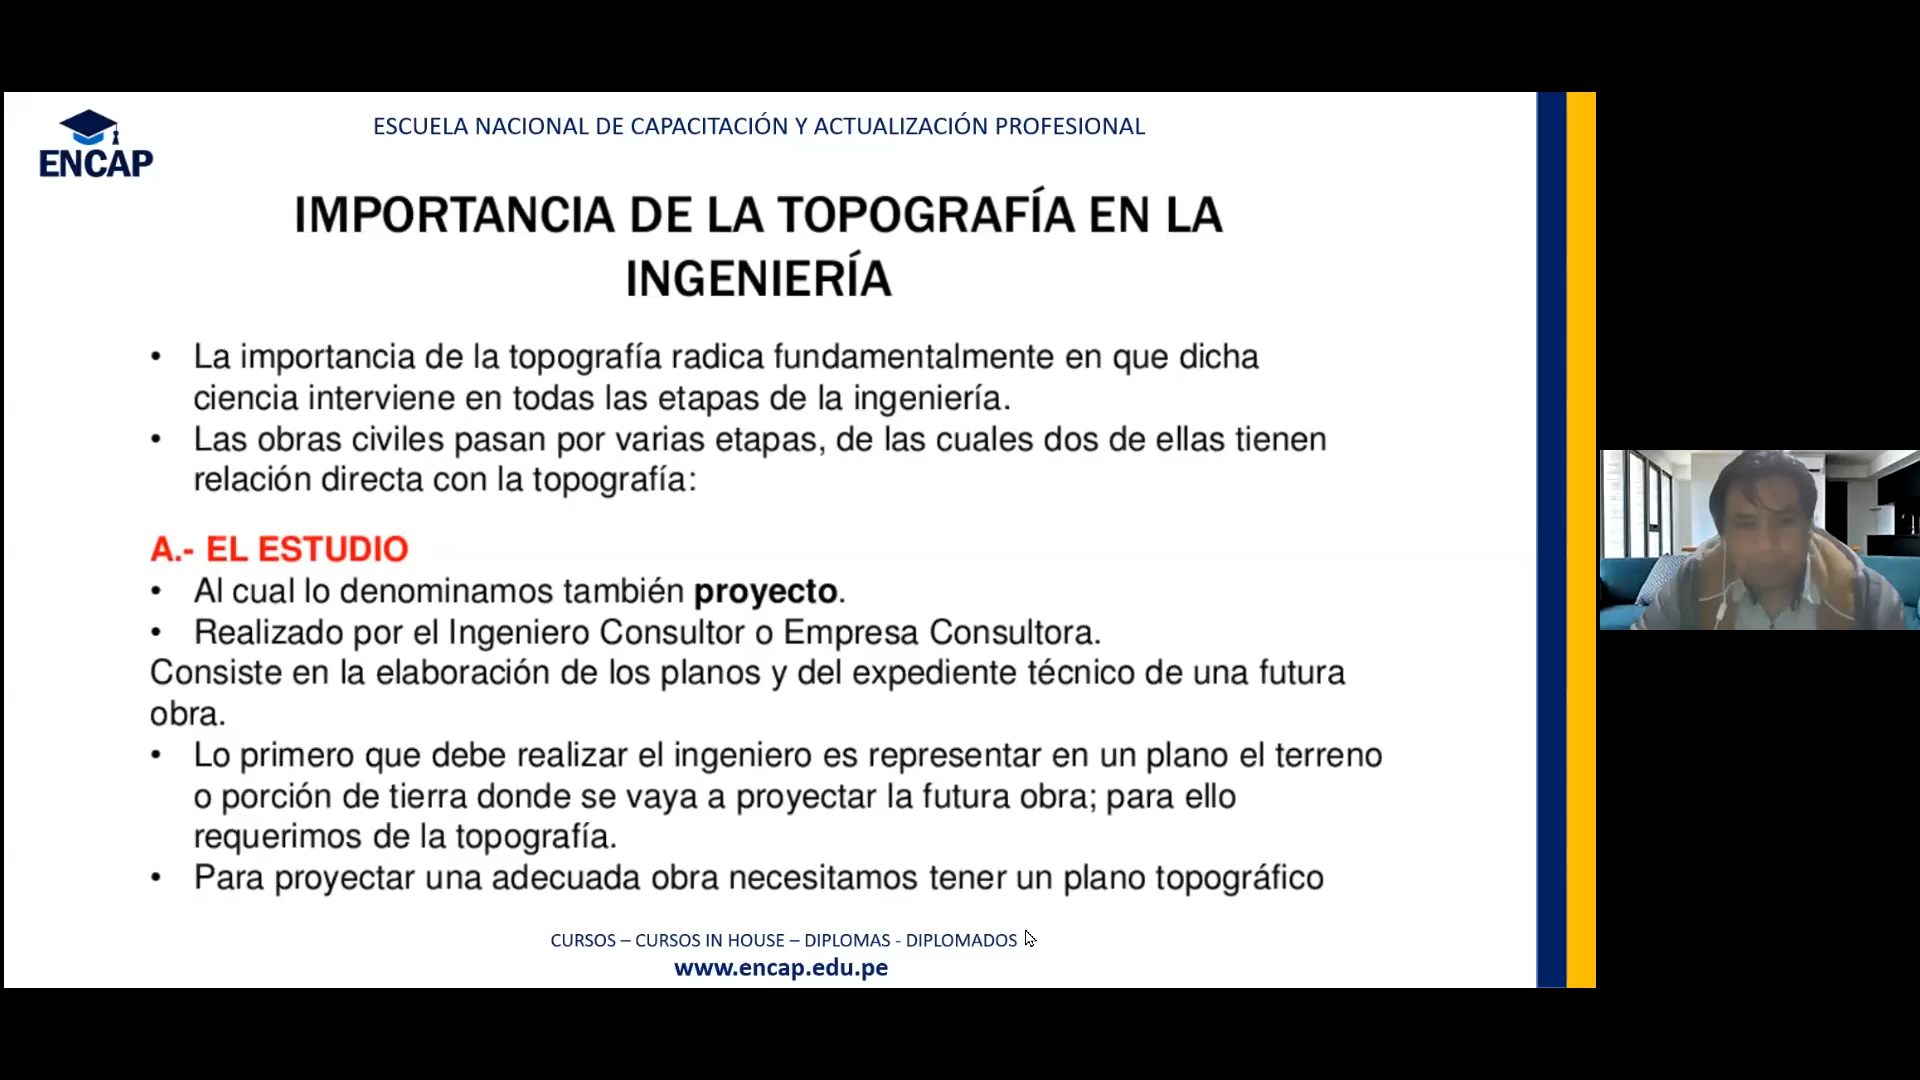 ENCAP
ESCUELA NACIONAL DE CAPACITACIÓN Y ACTUALIZACIÓN PROFESIONAL
IMPORTANCIA DE LA TOPOGRAFÍA EN LA
INGENIERÍA
• La importancia de la topografía radica fundamentalmente en que dicha
ciencia interviene en todas las etapas de la ingeniería.
• Las obras civiles pasan por varias etapas, de las cuales dos de ellas tienen
relación directa con la topografía:
A.- EL ESTUDIO
• Al cual lo denominamos también proyecto.
• Realizado por el Ingeniero Consultor o Empresa Consultora.
Consiste en la elaboración de los planos y del expediente técnico de una futura
obra.
• Lo primero que debe realizar el ingeniero es representar en un plano el terreno
o porción de tierra donde se vaya a proyectar la futura obra; para ello
requerimos de la topografía.
• Para proyectar una adecuada obra necesitamos tener un plano topográfico
CURSOS – CURSOS IN HOUSE – DIPLOMAS - DIPLOMADOS
www.encap.edu.pe